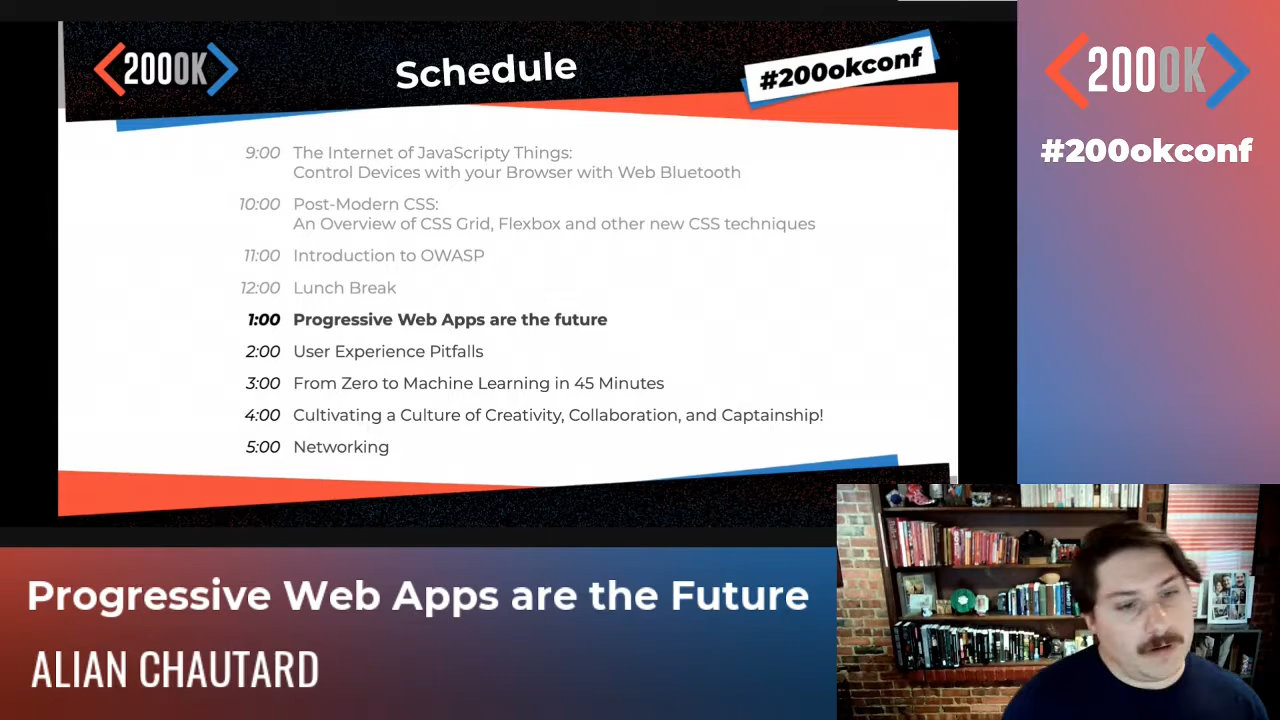 200OK
Schedule
#200okconf
200OK
#200okconf
9:00 The Internet of JavaScripty Things:
Control Devices with your Browser with Web Bluetooth
10:00 Post-Modern CSS:
An Overview of CSS Grid, Flexbox and other new CSS techniques
11:00 Introduction to OWASP
12:00 Lunch Break
1:00 Progressive Web Apps are the future
2:00 User Experience Pitfalls
3:00 From Zero to Machine Learning in 45 Minutes
4:00 Cultivating a Culture of Creativity, Collaboration, and Captainship!
5:00 Networking
Progressive Web Apps are the Future
ALIAN CHAUTARD